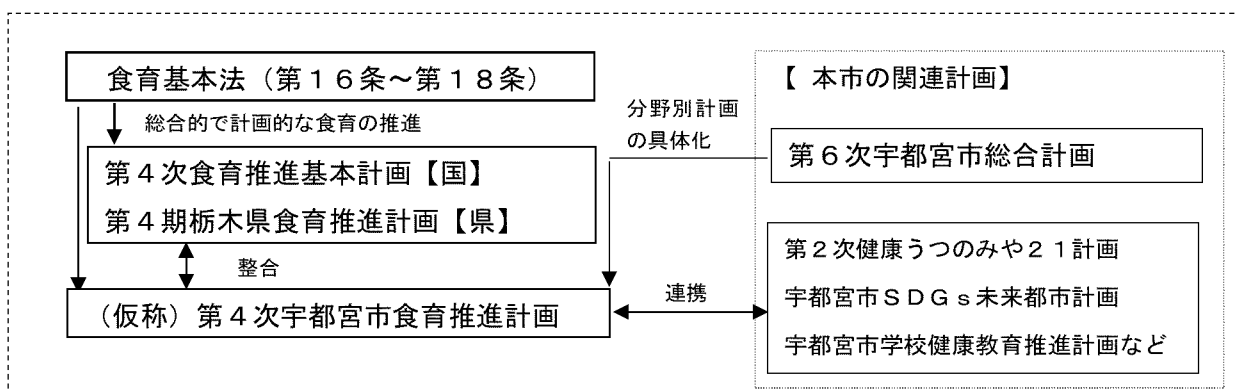 食育基本法（第１６条～第１８条）
総合的で計画的な食育の推進
第４次食育推進基本計画【国】
第４期栃木県食育推進計画【県】
整合
（仮称）第４次宇都宮市食育推進計画
分野別計画
の具体化
連携
【 本市の関連計画】
第６次宇都宮市総合計画
第２次健康うつのみや２１計画
宇都宮市ＳＤＧｓ未来都市計画
宇都宮市学校健康教育推進計画など